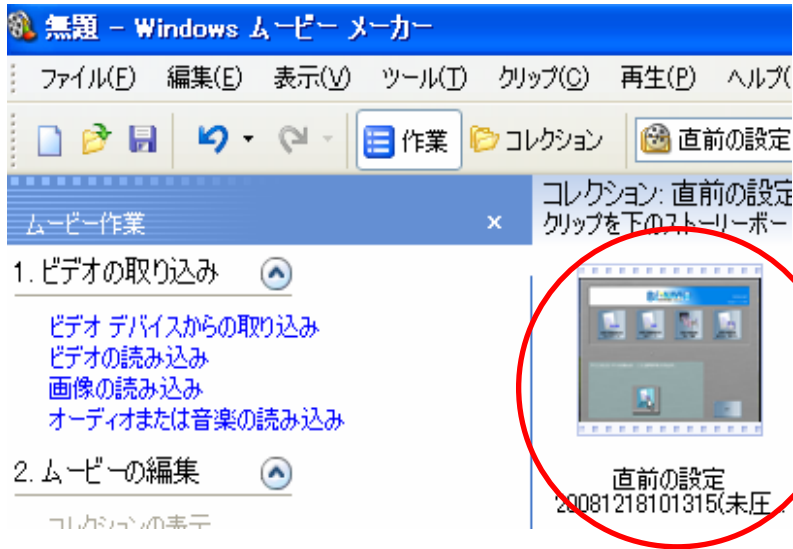 無題 - Windows ムービー メーカー
ファイル(F) 編集(E) 表示(V) ツール(T) クリップ(C) 再生(P) ヘルプ(
作業 コレクション 直前の設定
ムービー作業
コレクション: 直前の設定
クリップを下のストーリーボー
1. ビデオの取り込み
ビデオ デバイスからの取り込み
ビデオの読み込み
画像の読み込み
オーディオまたは音楽の読み込み
2. ムービーの編集
コレクションの表示
直前の設定
20081218101315(未圧...